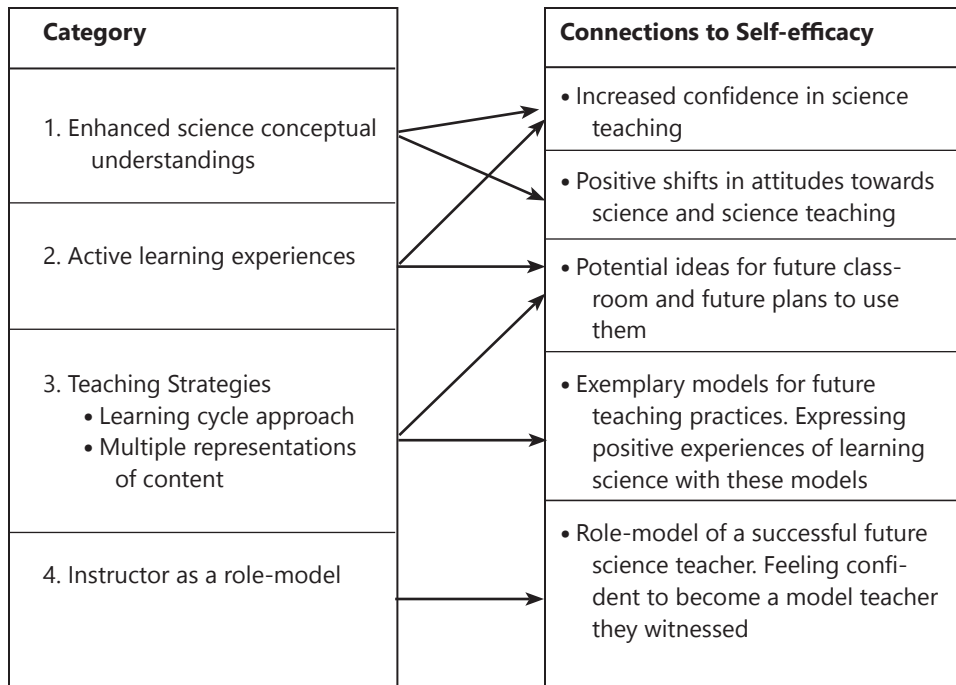 Category
1. Enhanced science conceptual
understandings
2. Active learning experiences
3. Teaching Strategies
• Learning cycle approach
• Multiple representations
of content
4. Instructor as a role-model
Connections to Self-efficacy
• Increased confidence in science
teaching
• Positive shifts in attitudes towards
science and science teaching
• Potential ideas for future class-
room and future plans to use
them
• Exemplary models for future
teaching practices. Expressing
positive experiences of learning
science with these models
• Role-model of a successful future
science teacher. Feeling confi-
dent to become a model teacher
they witnessed